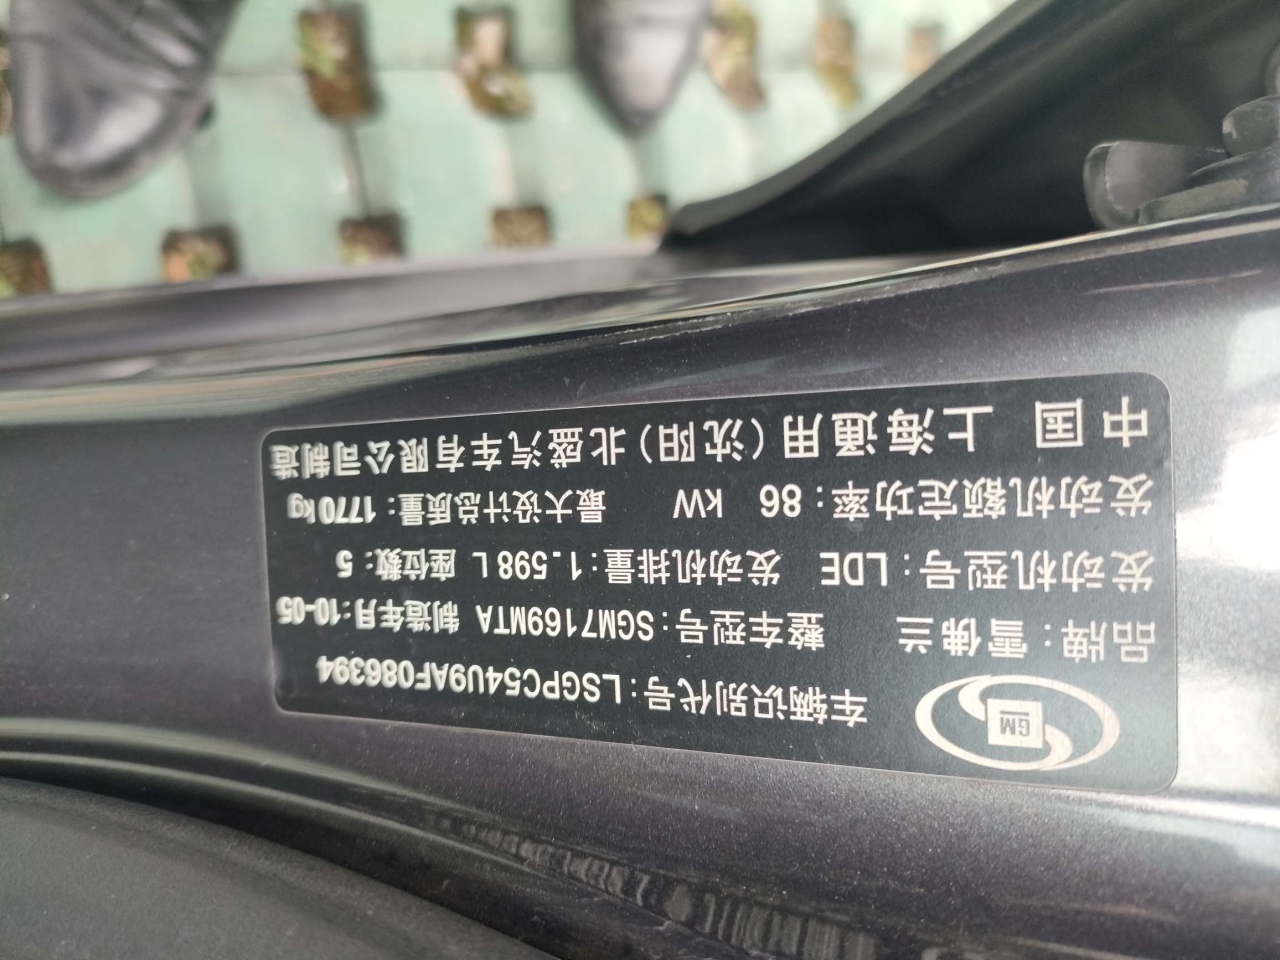 GM
车辆识别代号:LSGPC54U9AF086394
品牌:雪佛兰 整车型号:SGM7169MTA 制造年月:10-05
发动机型号:LDE 发动机排量:1.598 L 座位数:5
发动机额定功率:86 kW 最大设计总质量:1770kg
中国 上海通用(沈阳)北盛汽车有限公司制造